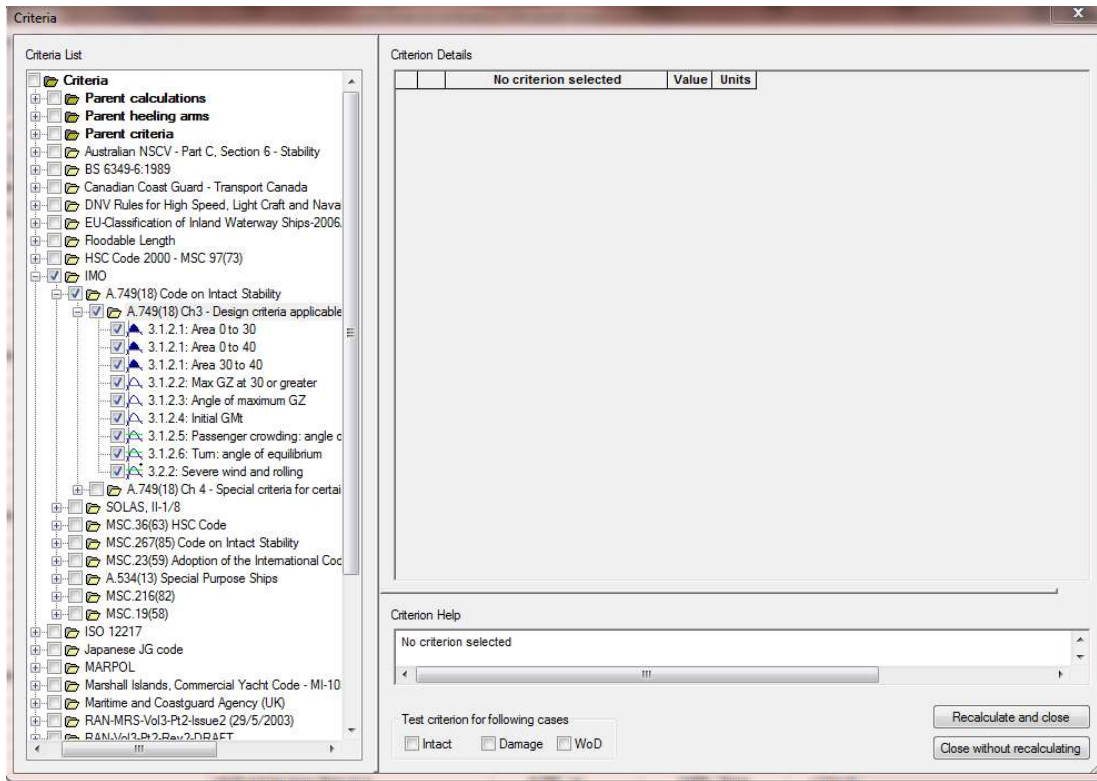 Criteria
x
Criteria List
Criteria
Parent calculations
Parent heeling arms
Parent criteria
Australian NSCV - Part C, Section 6 - Stability
BS 6349-6:1989
Canadian Coast Guard - Transport Canada
DNV Rules for High Speed, Light Craft and Nava
EU-Classification of Inland Waterway Ships-2006.
Floodable Length
HSC Code 2000 - MSC 97(73)
IMO
A.749(18) Code on Intact Stability
A.749(18) Ch3 - Design criteria applicable
3.1.2.1: Area 0 to 30
3.1.2.1: Area 0 to 40
3.1.2.1: Area 30 to 40
3.1.2.2: Max GZ at 30 or greater
3.1.2.3: Angle of maximum GZ
3.1.2.4: Initial GMt
3.1.2.5: Passenger crowding: angle o
3.1.2.6: Turn: angle of equilibrium
3.2.2: Severe wind and rolling
A.749(18) Ch 4 - Special criteria for certai
SOLAS, II-1/8
MSC.36(63) HSC Code
MSC.267(85) Code on Intact Stability
MSC.23(59) Adoption of the International Coc
A.534(13) Special Purpose Ships
MSC.216(82)
MSC.19(58)
ISO 12217
Japanese JG code
MARPOL
Marshall Islands, Commercial Yacht Code - MI-10
Maritime and Coastguard Agency (UK)
RAN-MRS-Vol3-Pt2-Issue2 (29/5/2003)
RAN-Vol3-Pt2-Rev2-DRAFT
Criterion Details
No criterion selected Value Units
Criterion Help
No criterion selected
Test criterion for following cases
Intact Damage WoD
Recalculate and close
Close without recalculating